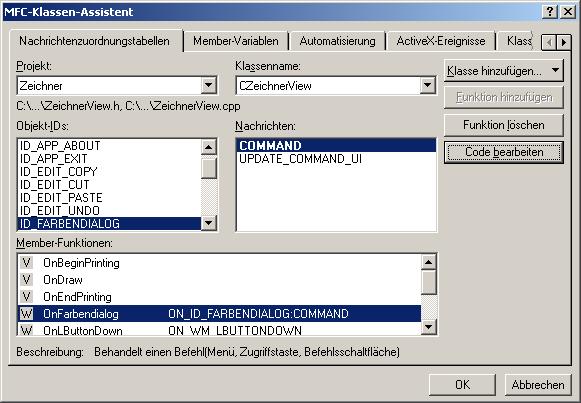 MFC-Klassen-Assistent
Nachrichtenzuordnungstabellen Member-Variablen Automatisierung ActiveX-Ereignisse Klass
Projekt: Klassenname:
Zeichner CZeichnerView Klasse hinzufügen...
C:\...\ZeichnerView.h, C:\...\ZeichnerView.cpp Funktion hinzufügen
Objekt-IDs: Nachrichten: Funktion löschen
ID_APP_ABOUT COMMAND Code bearbeiten
ID_APP_EXIT UPDATE_COMMAND_UI
ID_EDIT_COPY
ID_EDIT_CUT
ID_EDIT_PASTE
ID_EDIT_UNDO
ID_FARBENDIALOG
Member-Funktionen:
V OnBeginPrinting
V OnDraw
V OnEndPrinting
W OnFarbendialog ON_ID_FARBENDIALOG:COMMAND
W OnLButtonDown ON_WM_LBUTTONDOWN
Beschreibung: Behandelt einen Befehl(Menü, Zugriffstaste, Befehlsschaltfläche)
OK Abbrechen